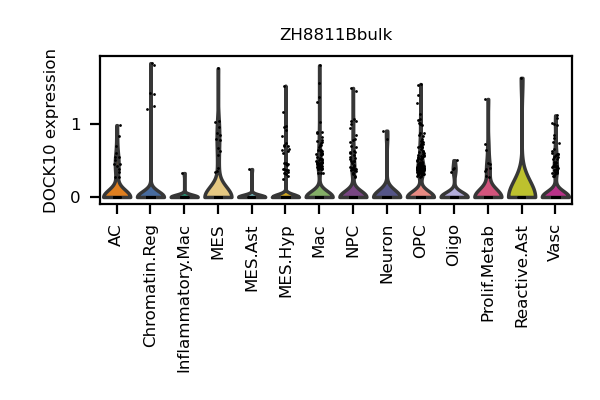 ZH8811Bbulk
DOCK10 expression
1
0
AC
Chromatin.Reg
Inflammatory.Mac
MES
MES.Ast
MES.Hyp
Mac
NPC
Neuron
OPC
Oligo
Prolif.Metab
Reactive.Ast
Vasc